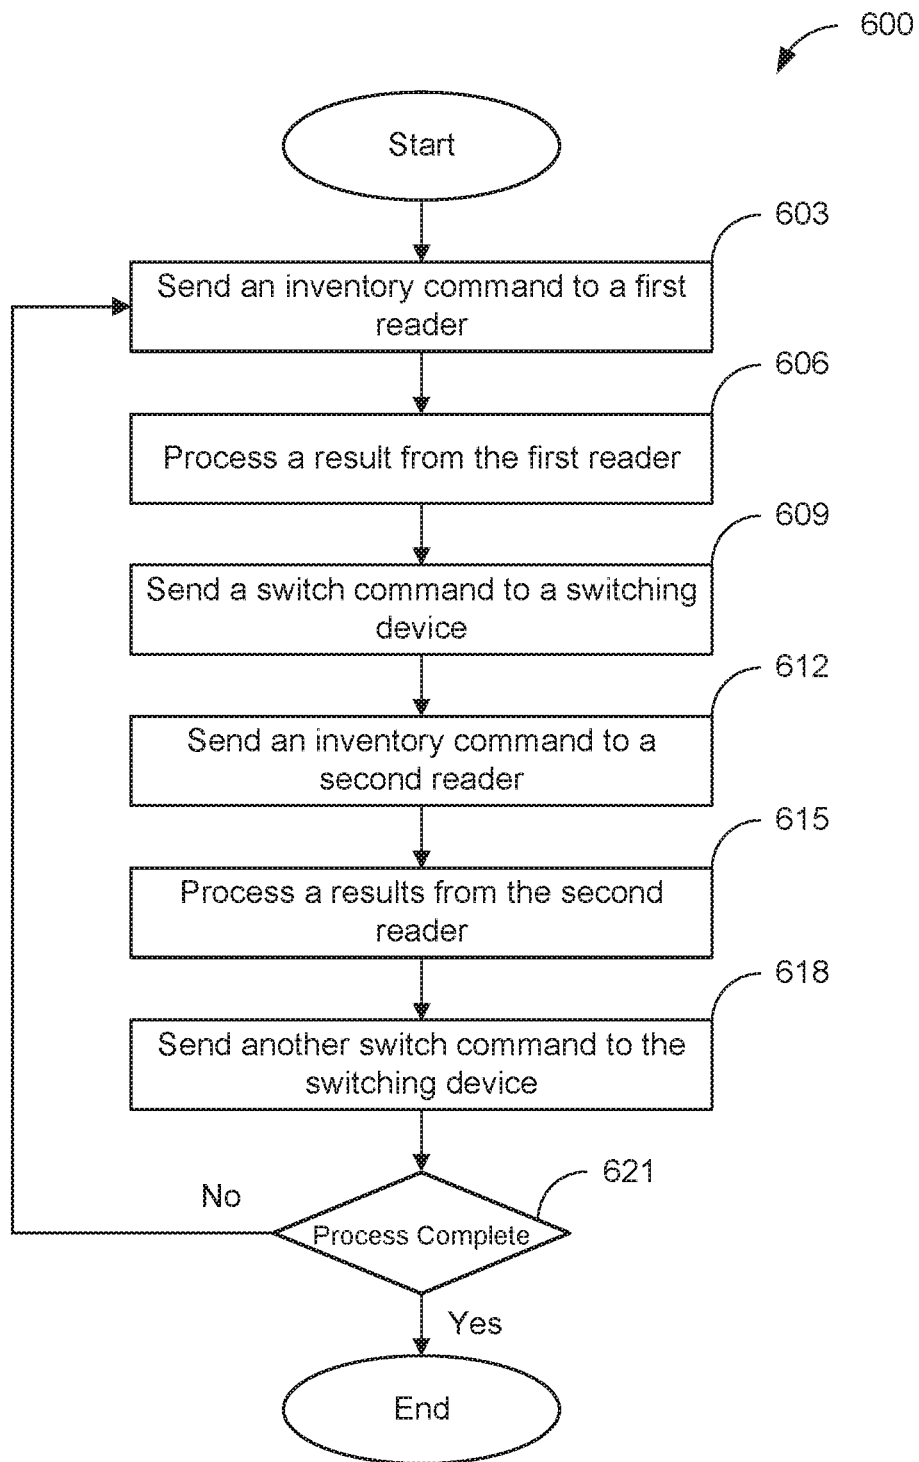 600
Start
603
Send an inventory command to a first
reader
606
Process a result from the first reader
609
Send a switch command to a switching
device
612
Send an inventory command to a
second reader
615
Process a results from the second
reader
618
Send another switch command to the
switching device
621
No
Process Complete
Yes
End